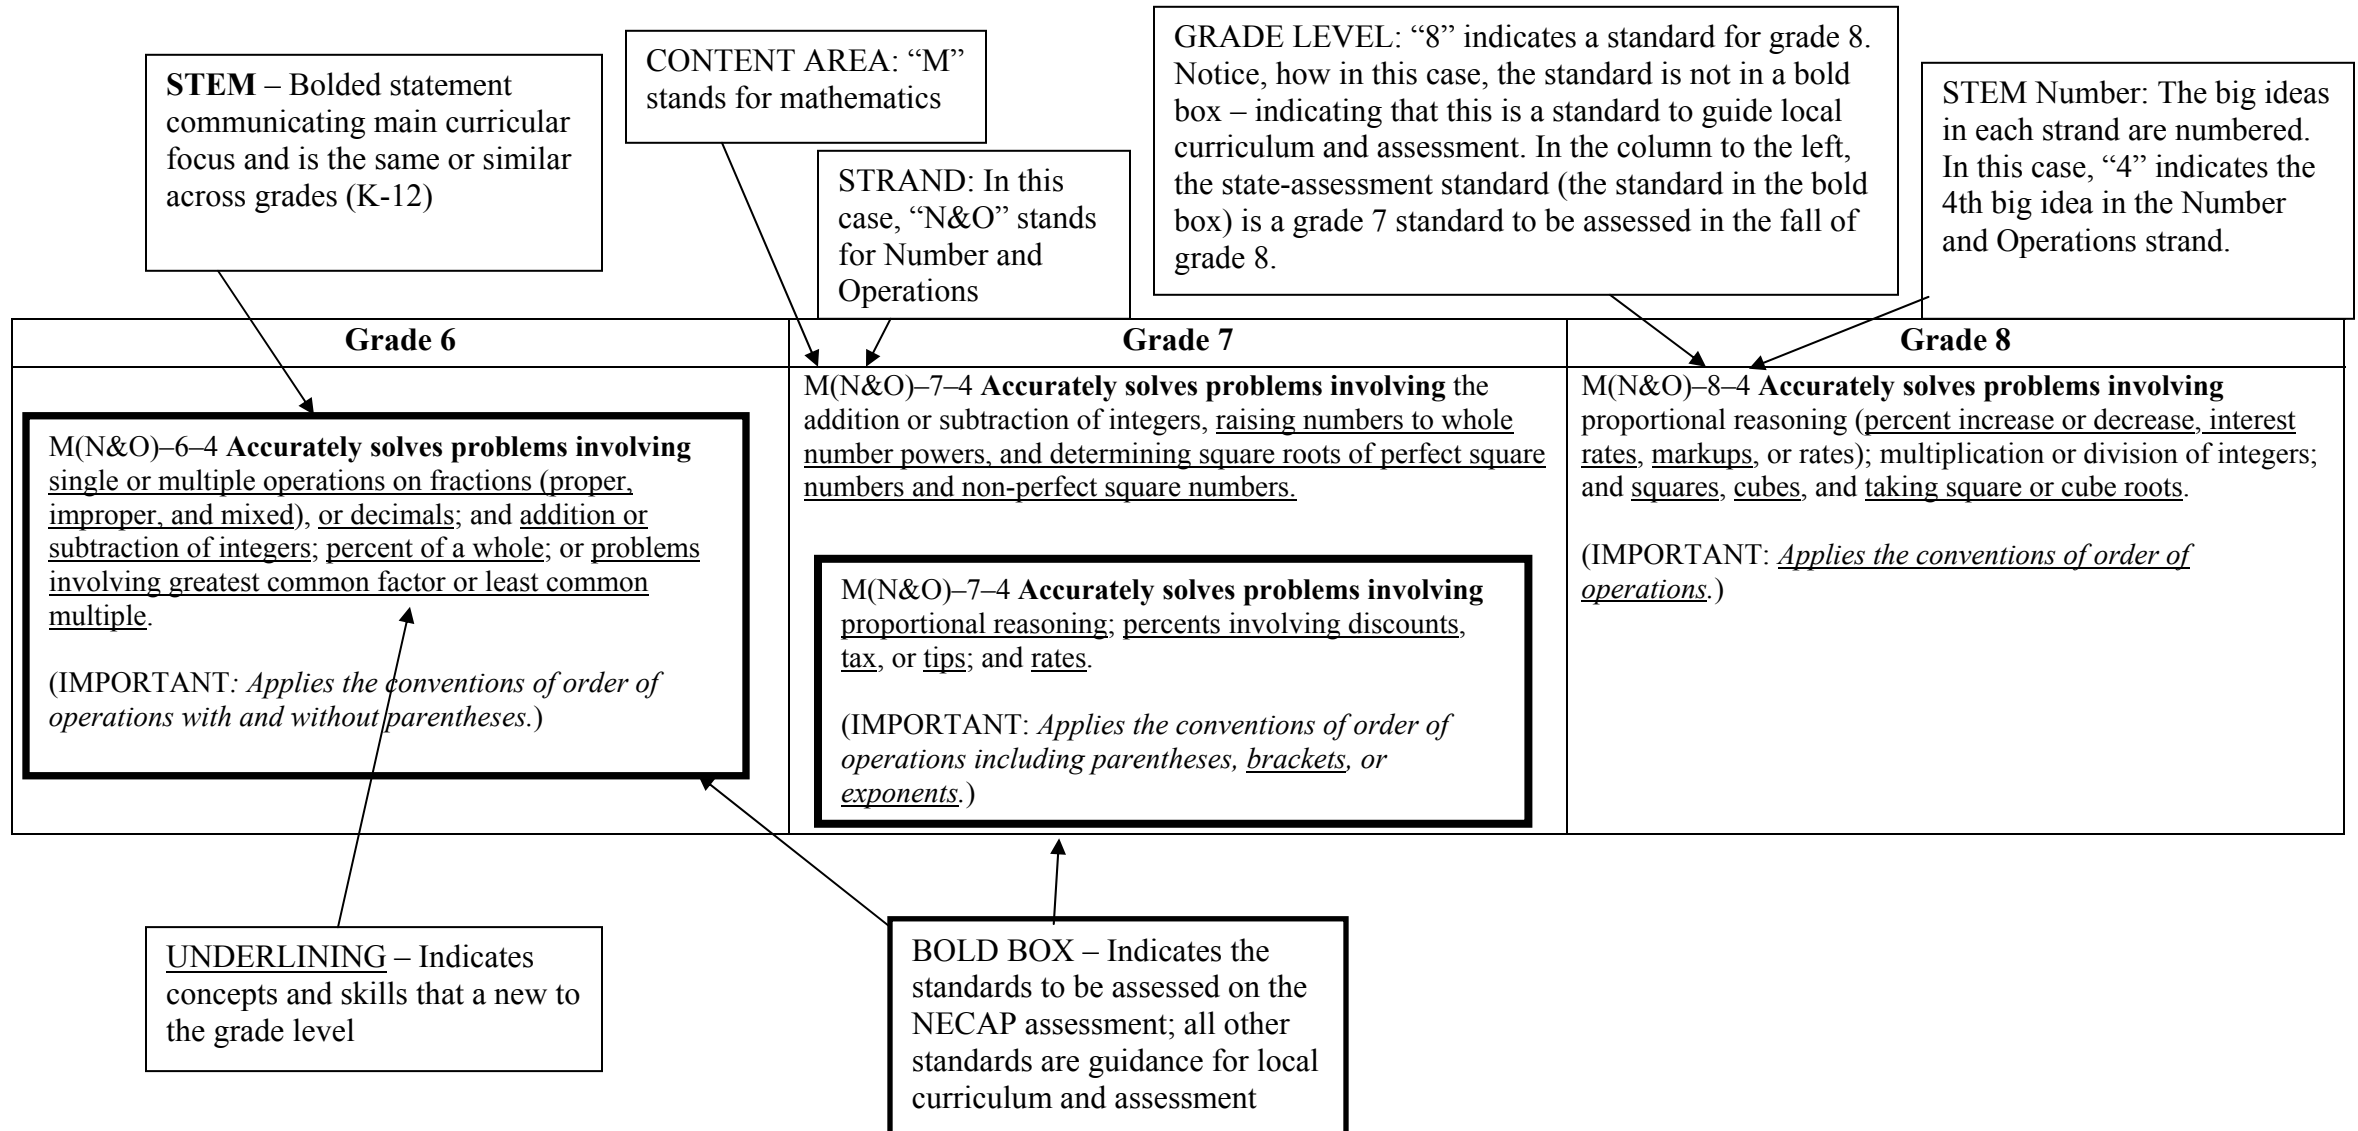 STEM – Bolded statement
communicating main curricular
focus and is the same or similar
across grades (K-12)
CONTENT AREA: “M”
stands for mathematics
STRAND: In this
case, “N&O” stands
for Number and
Operations
GRADE LEVEL: “8” indicates a standard for grade 8.
Notice, how in this case, the standard is not in a bold
box – indicating that this is a standard to guide local
curriculum and assessment. In the column to the left,
the state-assessment standard (the standard in the bold
box) is a grade 7 standard to be assessed in the fall of
grade 8.
STEM Number: The big ideas
in each strand are numbered.
In this case, “4” indicates the
4th big idea in the Number
and Operations strand.
Grade 6
Grade 7
Grade 8
M(N&O)–6–4 Accurately solves problems involving
single or multiple operations on fractions (proper,
improper, and mixed), or decimals; and addition or
subtraction of integers; percent of a whole; or problems
involving greatest common factor or least common
multiple.
(IMPORTANT: Applies the conventions of order of
operations with and without parentheses.)
M(N&O)–7–4 Accurately solves problems involving the
addition or subtraction of integers, raising numbers to whole
number powers, and determining square roots of perfect square
numbers and non-perfect square numbers.
M(N&O)–7–4 Accurately solves problems involving
proportional reasoning; percents involving discounts,
tax, or tips; and rates.
(IMPORTANT: Applies the conventions of order of
operations including parentheses, brackets, or
exponents.)
M(N&O)–8–4 Accurately solves problems involving
proportional reasoning (percent increase or decrease, interest
rates, markups, or rates); multiplication or division of integers;
and squares, cubes, and taking square or cube roots.
(IMPORTANT: Applies the conventions of order of
operations.)
UNDERLINING – Indicates
concepts and skills that a new to
the grade level
BOLD BOX – Indicates the
standards to be assessed on the
NECAP assessment; all other
standards are guidance for local
curriculum and assessment